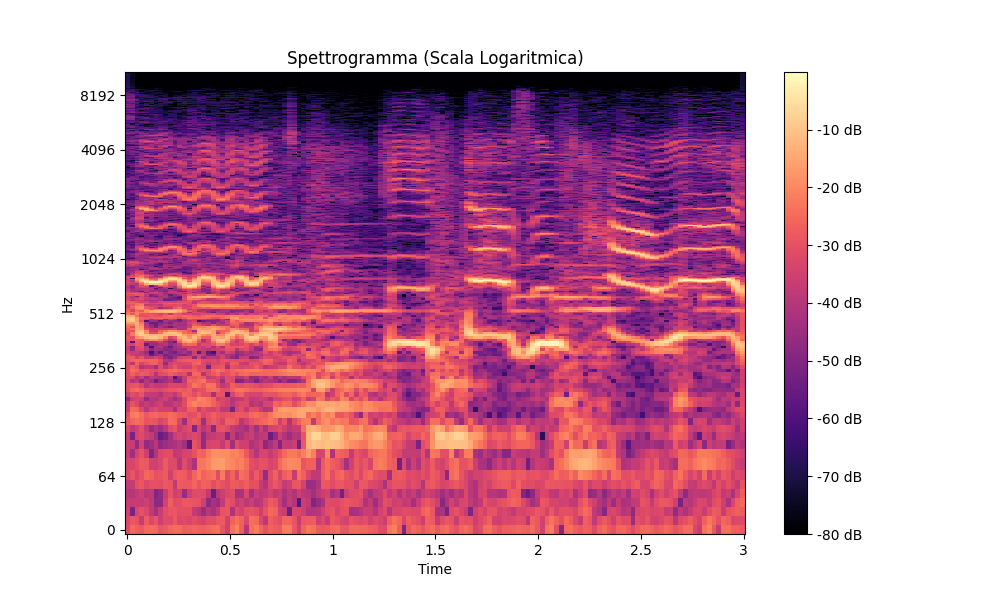 Spettrogramma (Scala Logaritmica)
8192
4096
2048
1024
512
256
128
64
0
Hz
0
0.5
1
1.5
2
2.5
3
Time
-10 dB
-20 dB
-30 dB
-40 dB
-50 dB
-60 dB
-70 dB
-80 dB